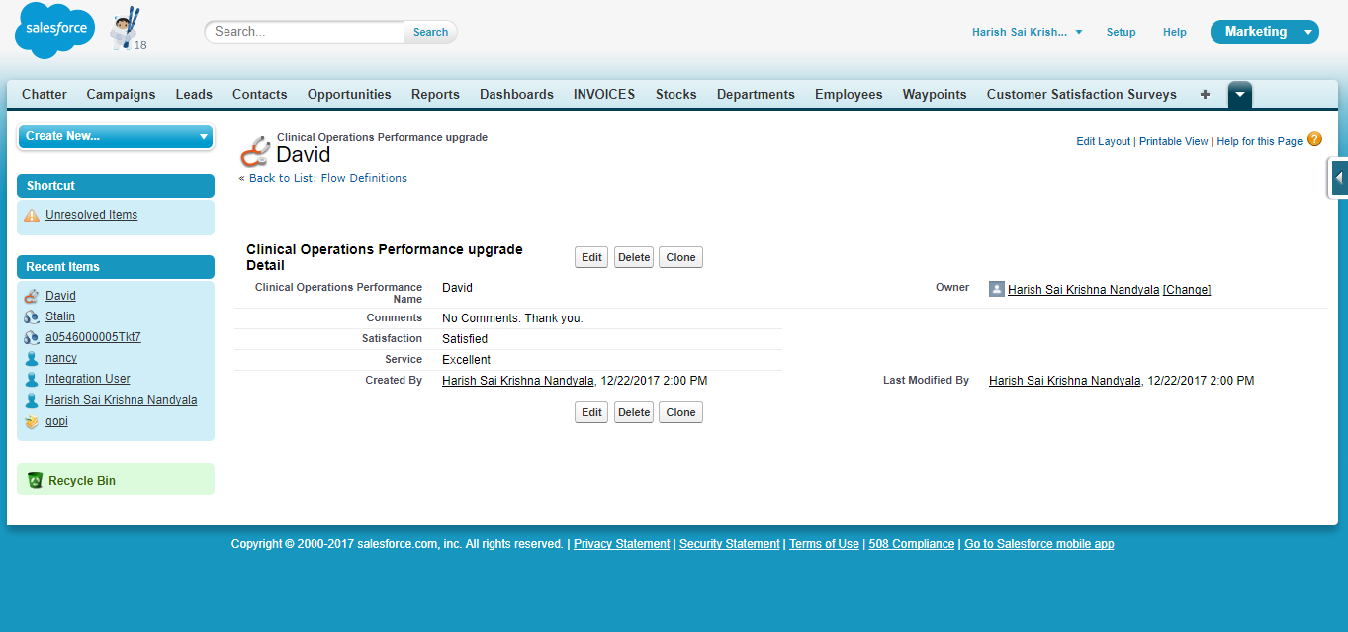 salesforce
18
Search...
Search
Harish Sai Krish...
Setup
Help
Marketing
Chatter Campaigns Leads Contacts Opportunities Reports Dashboards INVOICES Stocks Departments Employees Waypoints Customer Satisfaction Surveys +
Create New...
Shortcut
Unresolved Items
Recent Items
David
Stalin
a0546000005Tkt7
nancy
Integration User
Harish Sai Krishna Nandyala
gopi
Recycle Bin
Clinical Operations Performance upgrade
David
« Back to List: Flow Definitions
Edit Layout | Printable View | Help for this Page ?
Clinical Operations Performance upgrade
Detail
Edit Delete Clone
Clinical Operations Performance
Name
David
Owner
Harish Sai Krishna Nandyala [Change]
Comments No Comments. Thank you.
Satisfaction Satisfied
Service Excellent
Created By Harish Sai Krishna Nandyala, 12/22/2017 2:00 PM
Last Modified By Harish Sai Krishna Nandyala, 12/22/2017 2:00 PM
Edit Delete Clone
Copyright © 2000-2017 salesforce.com, inc. All rights reserved. | Privacy Statement | Security Statement | Terms of Use | 508 Compliance | Go to Salesforce mobile app